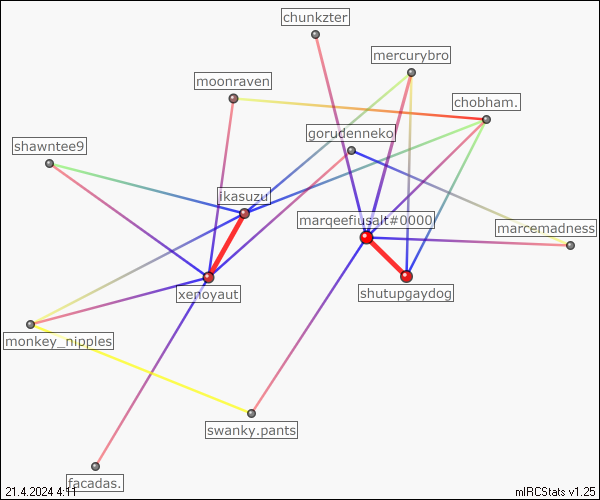 chunkzter
mercurybro
moonraven
chobham.
gorudenneko
shawntee9
ikasuzu
marqeefiusalt#0000
marcemadness
xenoyaut
shutupgaydog
monkey_nipples
swanky.pants
facadas.
21.4.2024 4:11
mIRCStats v1.25